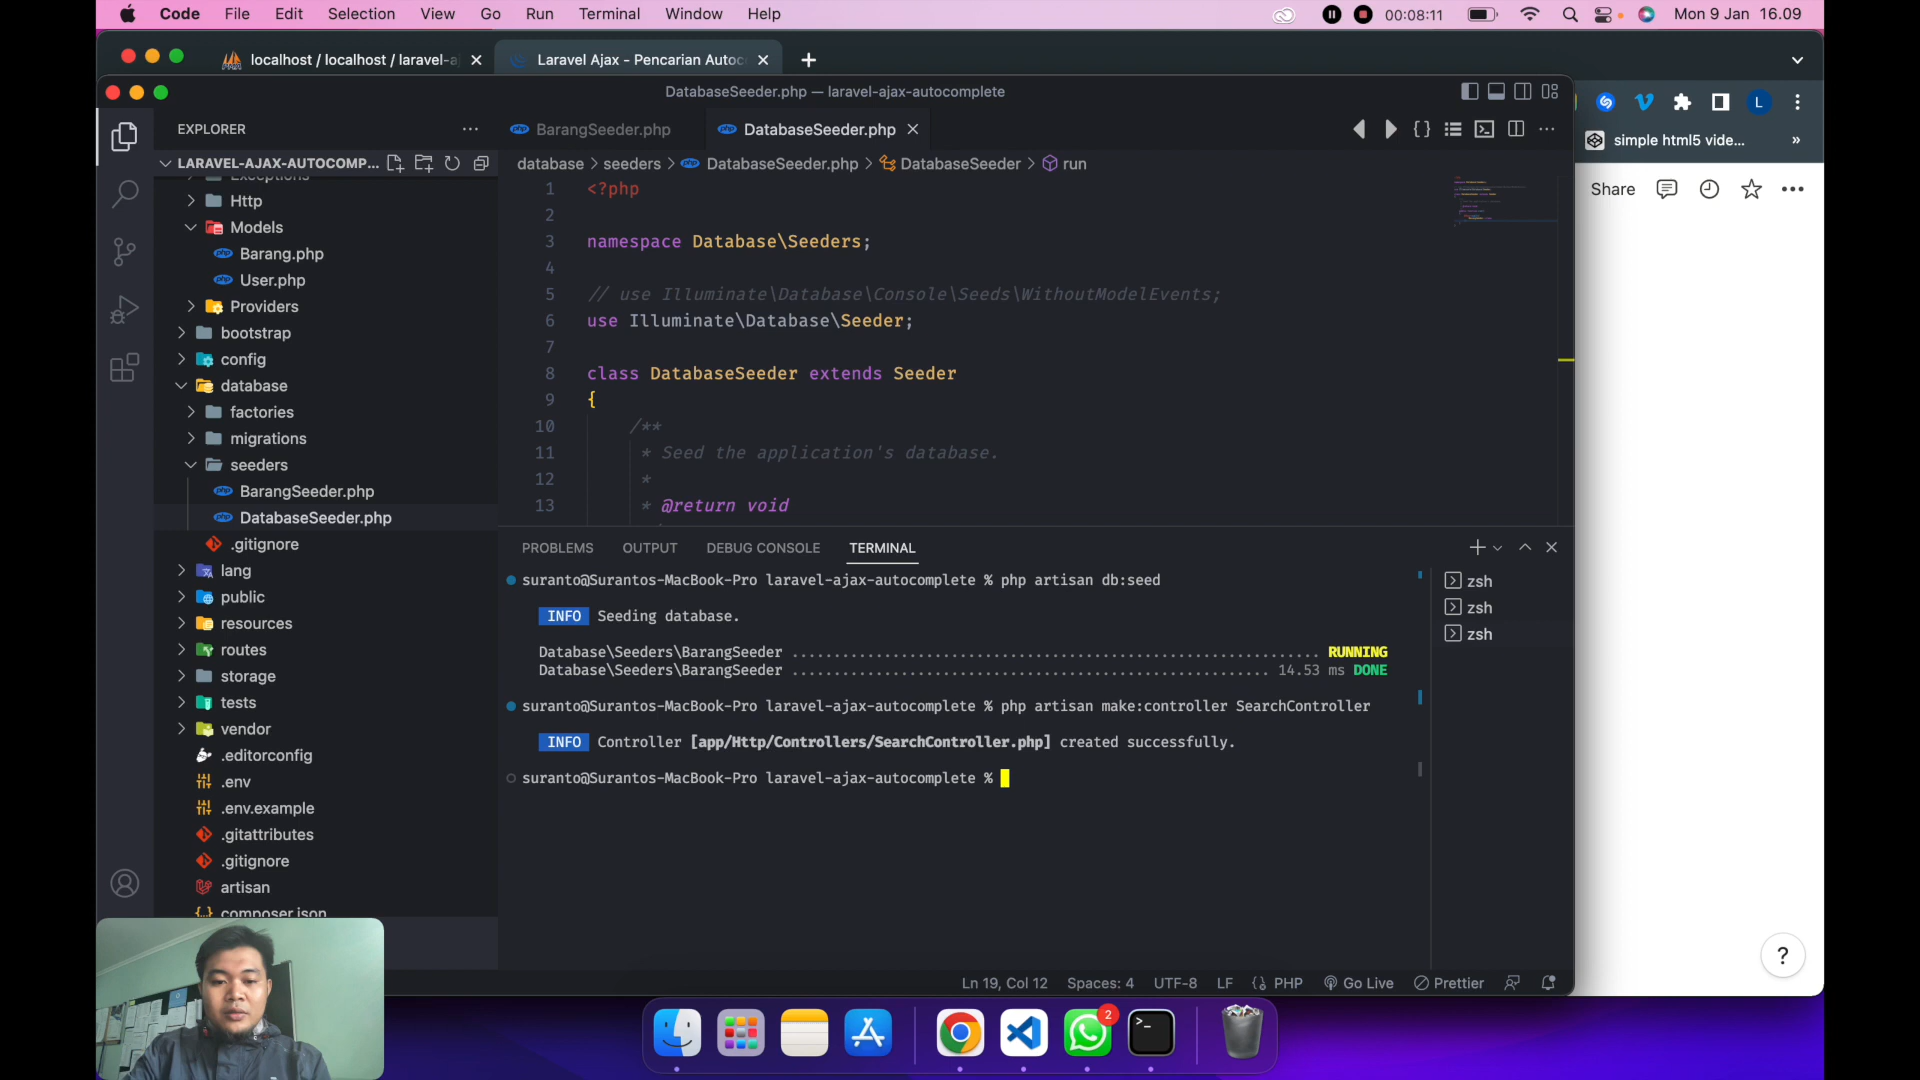 Code File Edit Selection View Go Run Terminal Window Help 00:08:11 Mon 9 Jan 16.09
localhost / localhost / laravel-a
Laravel Ajax - Pencarian Autoc
DatabaseSeeder.php — laravel-ajax-autocomplete
L
simple html5 vide...
»
Share
EXPLORER
LARAVEL-AJAX-AUTOCOMP...
Exceptions
Http
Models
Barang.php
User.php
Providers
bootstrap
config
database
factories
migrations
seeders
BarangSeeder.php
DatabaseSeeder.php
.gitignore
lang
public
resources
routes
storage
tests
vendor
.editorconfig
.env
.env.example
.gitattributes
.gitignore
artisan
composer.json
BarangSeeder.php
DatabaseSeeder.php
database > seeders > DatabaseSeeder.php > DatabaseSeeder > run
1 <?php
2
3 namespace Database\Seeders;
4
5 // use Illuminate\Database\Console\Seeds\WithoutModelEvents;
6 use Illuminate\Database\Seeder;
7
8 class DatabaseSeeder extends Seeder
9 {
10 /**
11 * Seed the application's database.
12 *
13 * @return void
PROBLEMS OUTPUT DEBUG CONSOLE TERMINAL
suranto@Surantos-MacBook-Pro laravel-ajax-autocomplete % php artisan db:seed
INFO Seeding database.
Database\Seeders\BarangSeeder ............................................................... RUNNING
Database\Seeders\BarangSeeder ......................................................... 14.53 ms DONE
suranto@Surantos-MacBook-Pro laravel-ajax-autocomplete % php artisan make:controller SearchController
INFO Controller [app/Http/Controllers/SearchController.php] created successfully.
suranto@Surantos-MacBook-Pro laravel-ajax-autocomplete %
zsh
zsh
zsh
Ln 19, Col 12 Spaces: 4 UTF-8 LF {} PHP Go Live Prettier
?
2
>_